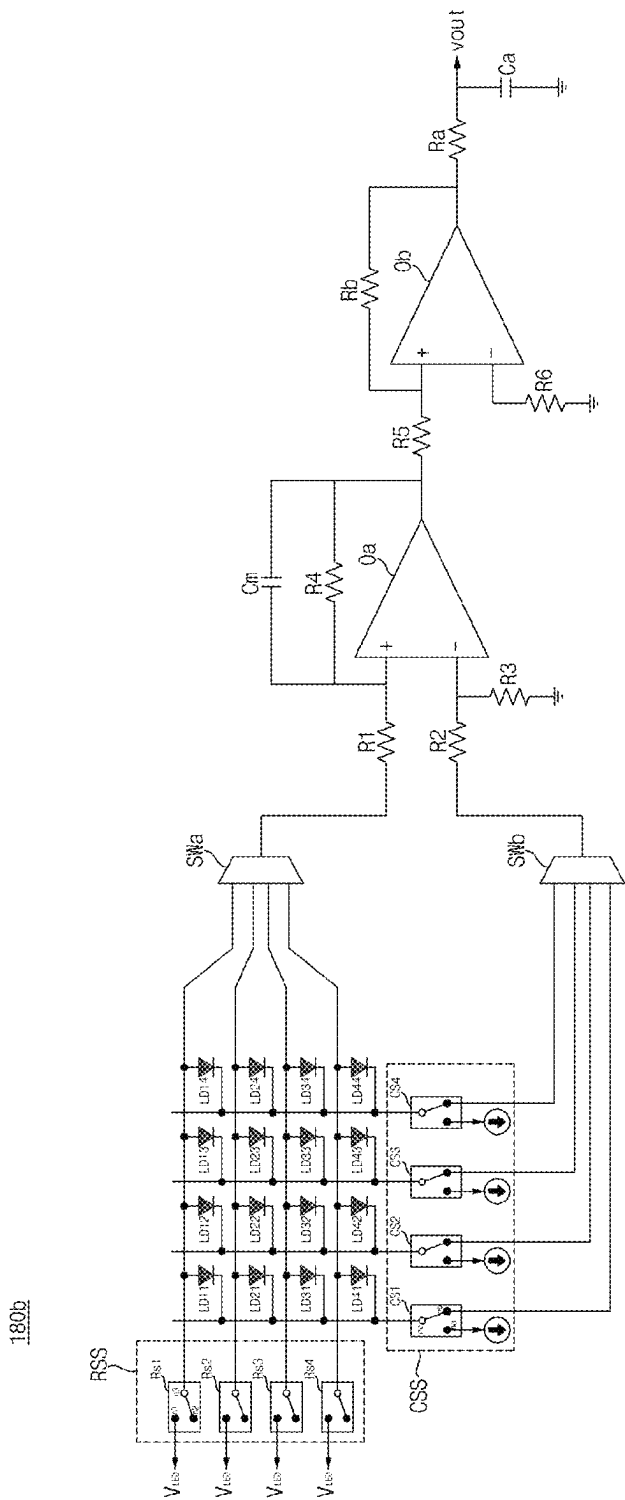 180b
RSS
Rs1
Rs2
Rs3
Rs4
VLED
VLED
VLED
VLED
LD11
LD12
LD13
LD14
LD21
LD22
LD23
LD24
LD31
LD32
LD33
LD34
LD41
LD42
LD43
LD44
CSS
CS1
CS2
CS3
CS4
SWa
SWb
R1
R2
R3
Cm
R4
Oa
+
−
R5
Rb
Ob
+
−
R6
Ra
Ca
vout